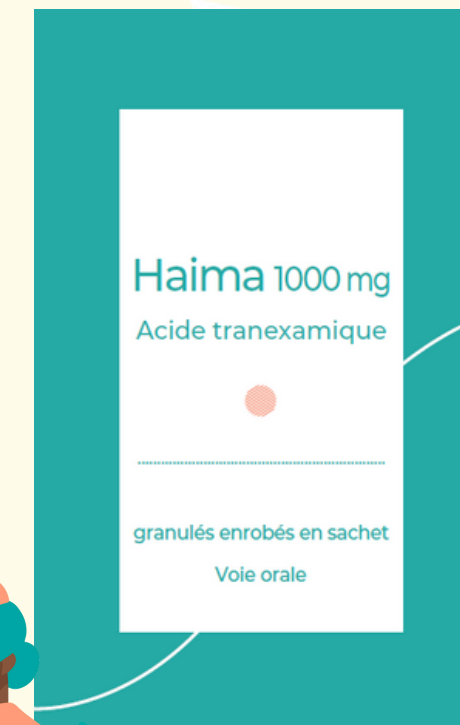 Haima 1000 mg
Acide tranexamique
granulés enrobés en sachet
Voie orale